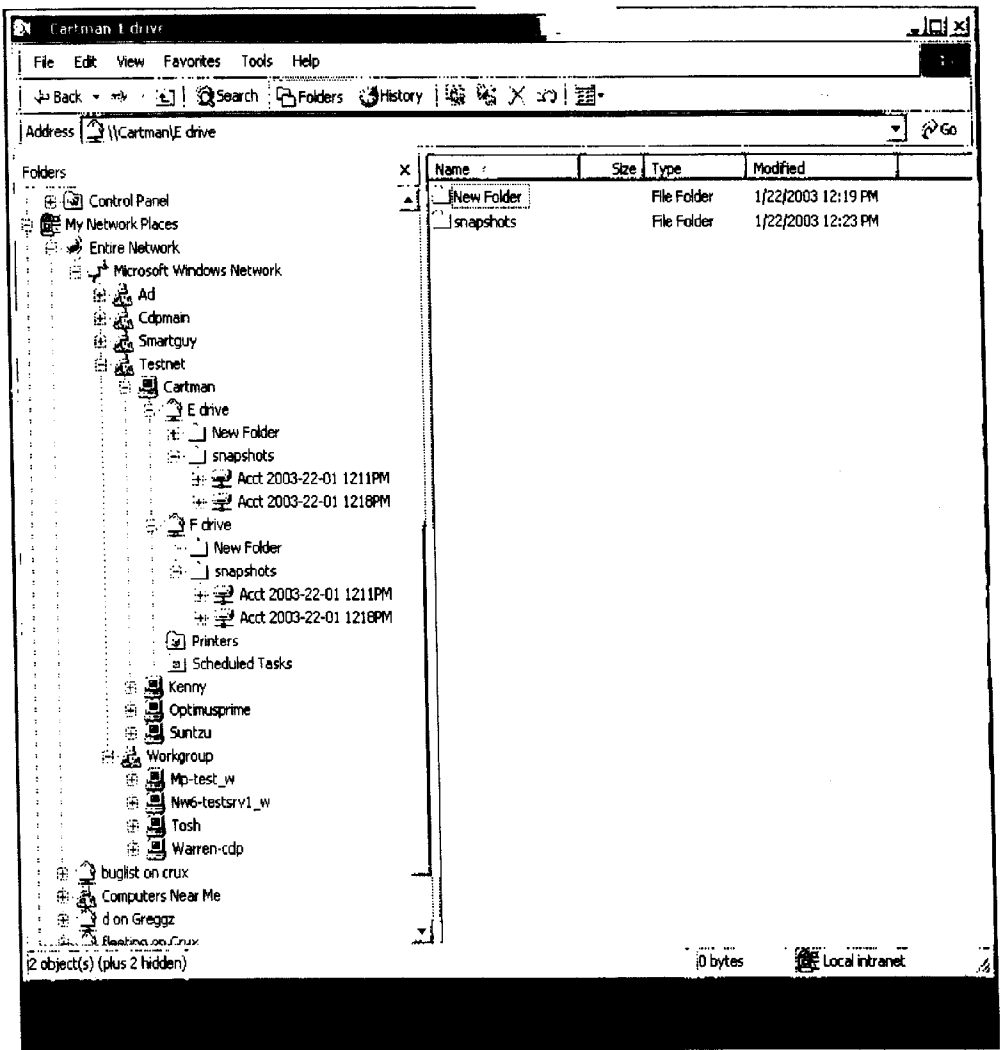 Cartman E drive
File Edit View Favorites Tools Help
Back Search Folders History
Address \\Cartman\E drive Go
Folders
Name Size Type Modified
Control Panel
My Network Places
Entire Network
Microsoft Windows Network
Ad
Cdpmain
Smartguy
Testnet
Cartman
E drive
New Folder
snapshots
Acct 2003-22-01 1211PM
Acct 2003-22-01 1218PM
F drive
New Folder
snapshots
Acct 2003-22-01 1211PM
Acct 2003-22-01 1218PM
Printers
Scheduled Tasks
Kenny
Optimusprime
Suntzu
Workgroup
Mp-test_w
Nw6-testsrv1_w
Tosh
Warren-cdp
buglist on crux
Computers Near Me
d on Greggz
on Crux
New Folder File Folder 1/22/2003 12:19 PM
snapshots File Folder 1/22/2003 12:23 PM
2 object(s) (plus 2 hidden) 0 bytes Local intranet